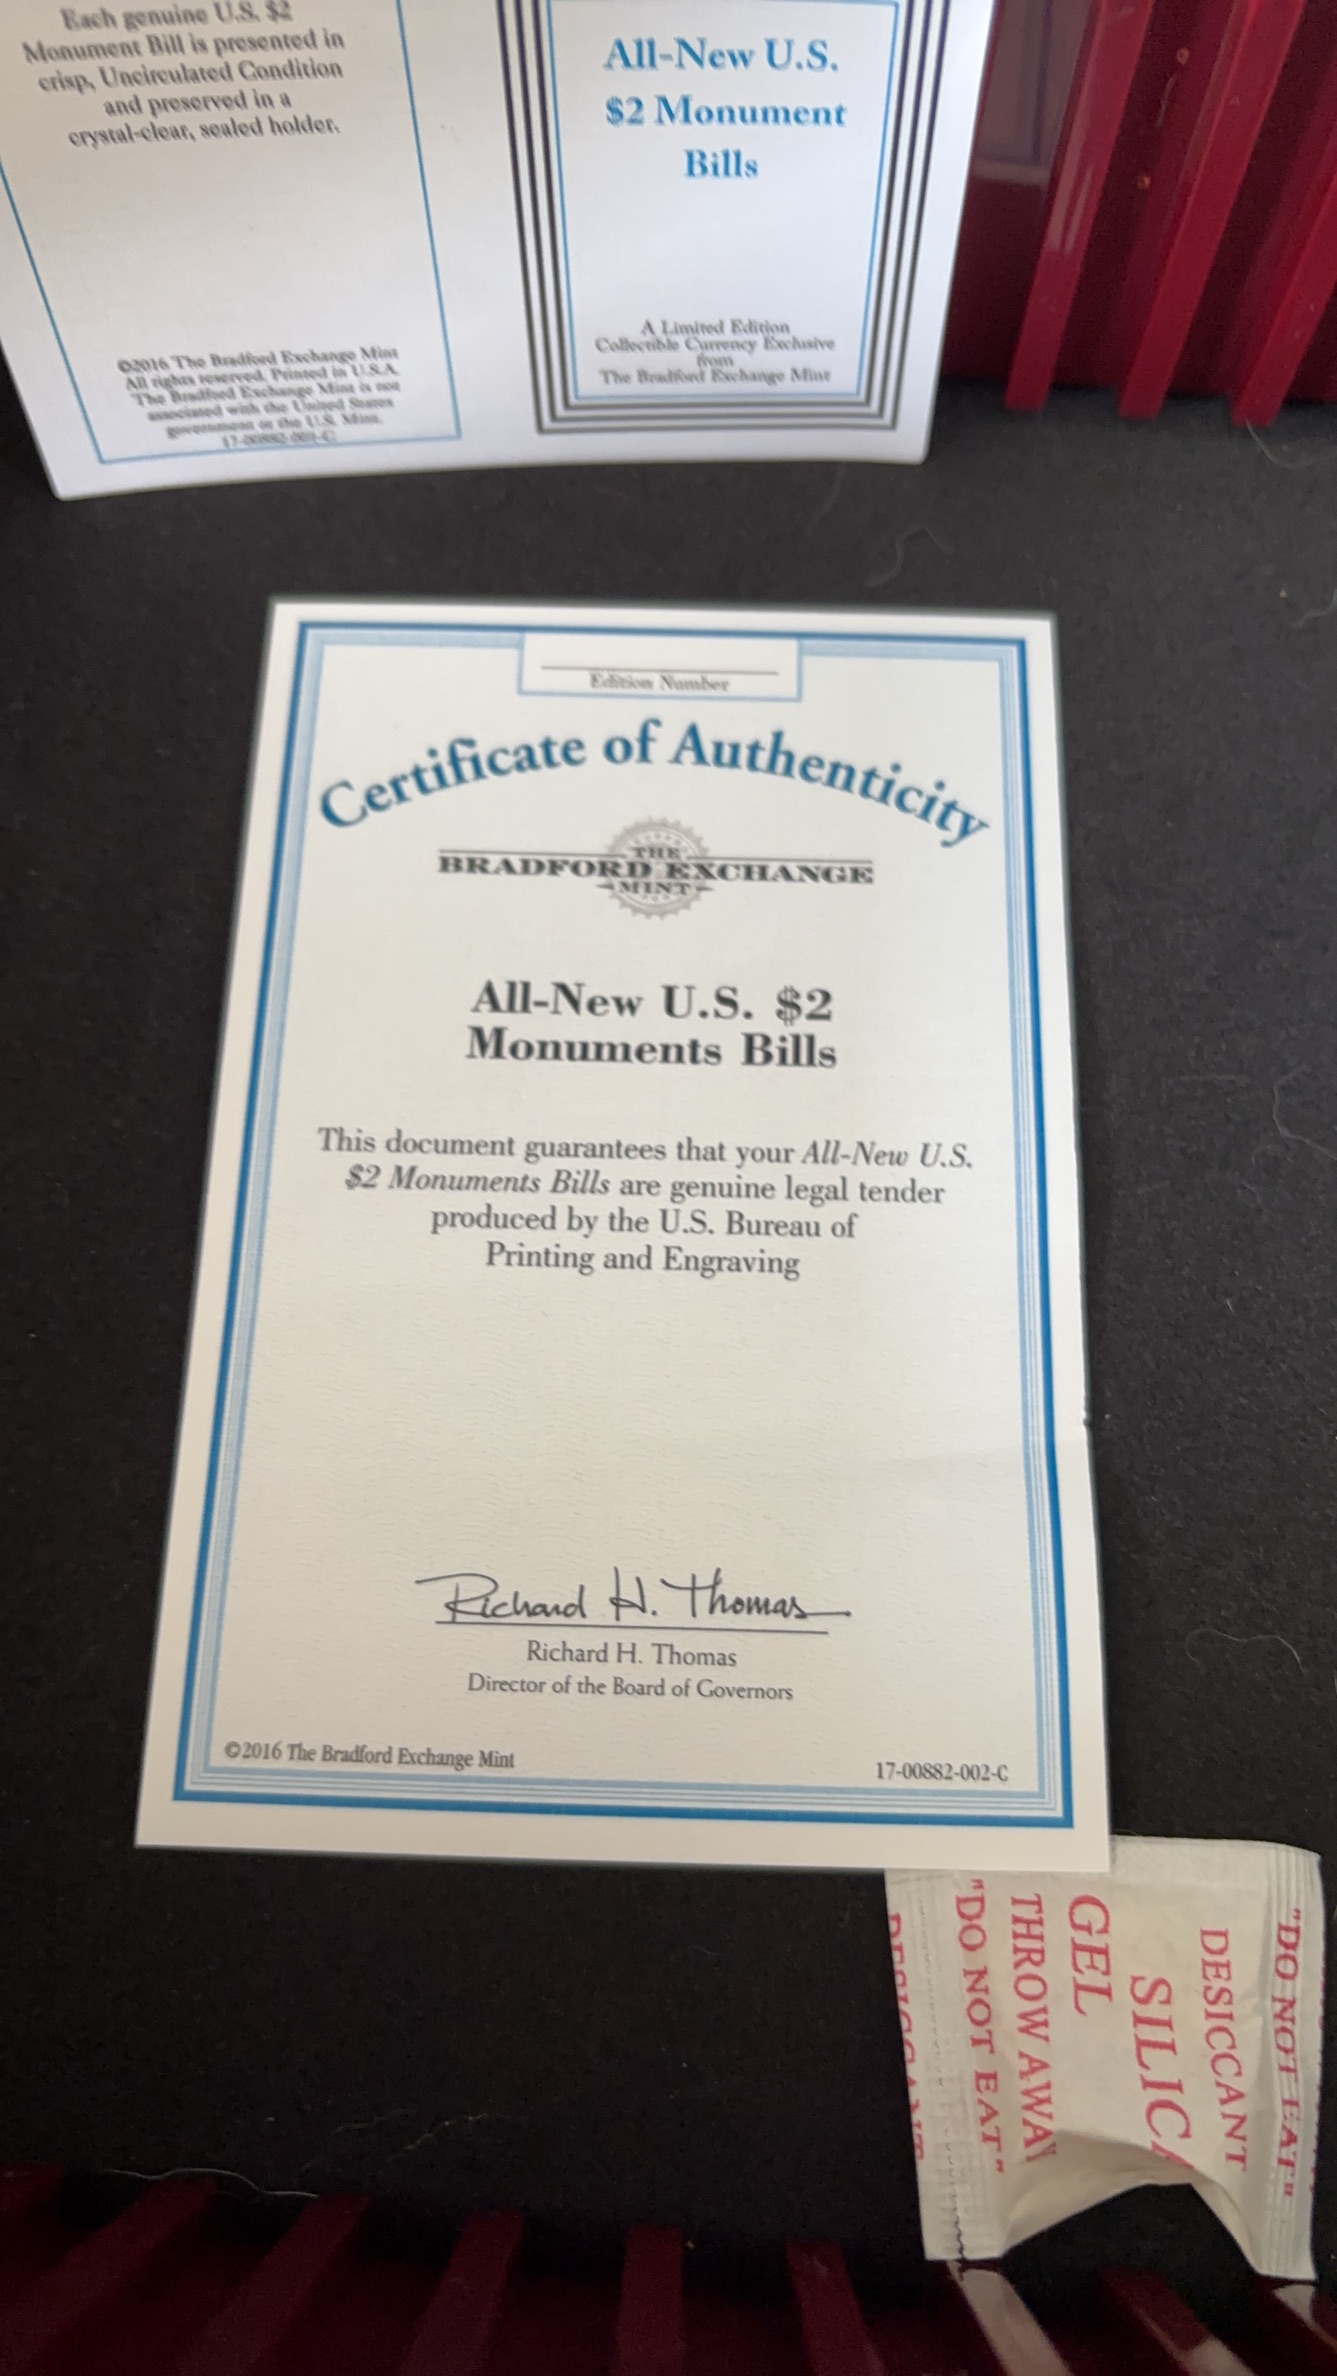 Each genuine U.S. $2
Monument Bill is presented in
crisp, Uncirculated Condition
and preserved in a
crystal-clear, sealed holder.
©2016 The Bradford Exchange Mint
All rights reserved. Printed in U.S.A.
The Bradford Exchange Mint is not
associated with the United States
government or the U.S. Mint.
17-00882-001-C
All-New U.S.
$2 Monument
Bills
A Limited Edition
Collectible Currency Exclusive
from
The Bradford Exchange Mint
Edition Number
Certificate of Authenticity
THE
BRADFORD EXCHANGE
MINT
All-New U.S. $2
Monuments Bills
This document guarantees that your All-New U.S.
$2 Monuments Bills are genuine legal tender
produced by the U.S. Bureau of
Printing and Engraving
Richard H. Thomas
Richard H. Thomas
Director of the Board of Governors
©2016 The Bradford Exchange Mint
17-00882-002-C
"DO NOT EAT"
DESICCANT
SILICA
GEL
THROW AWAY
"DO NOT EAT"
DESICCANT